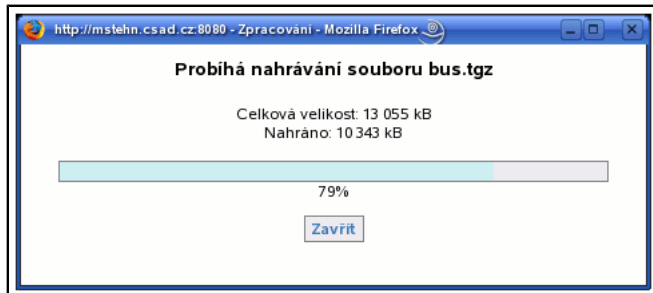 http://mstehn.csad.cz:8080 - Zpracování - Mozilla Firefox
Probíhá nahrávání souboru bus.tgz
Celková velikost: 13 055 kB
Nahráno: 10 343 kB
79%
Zavřít